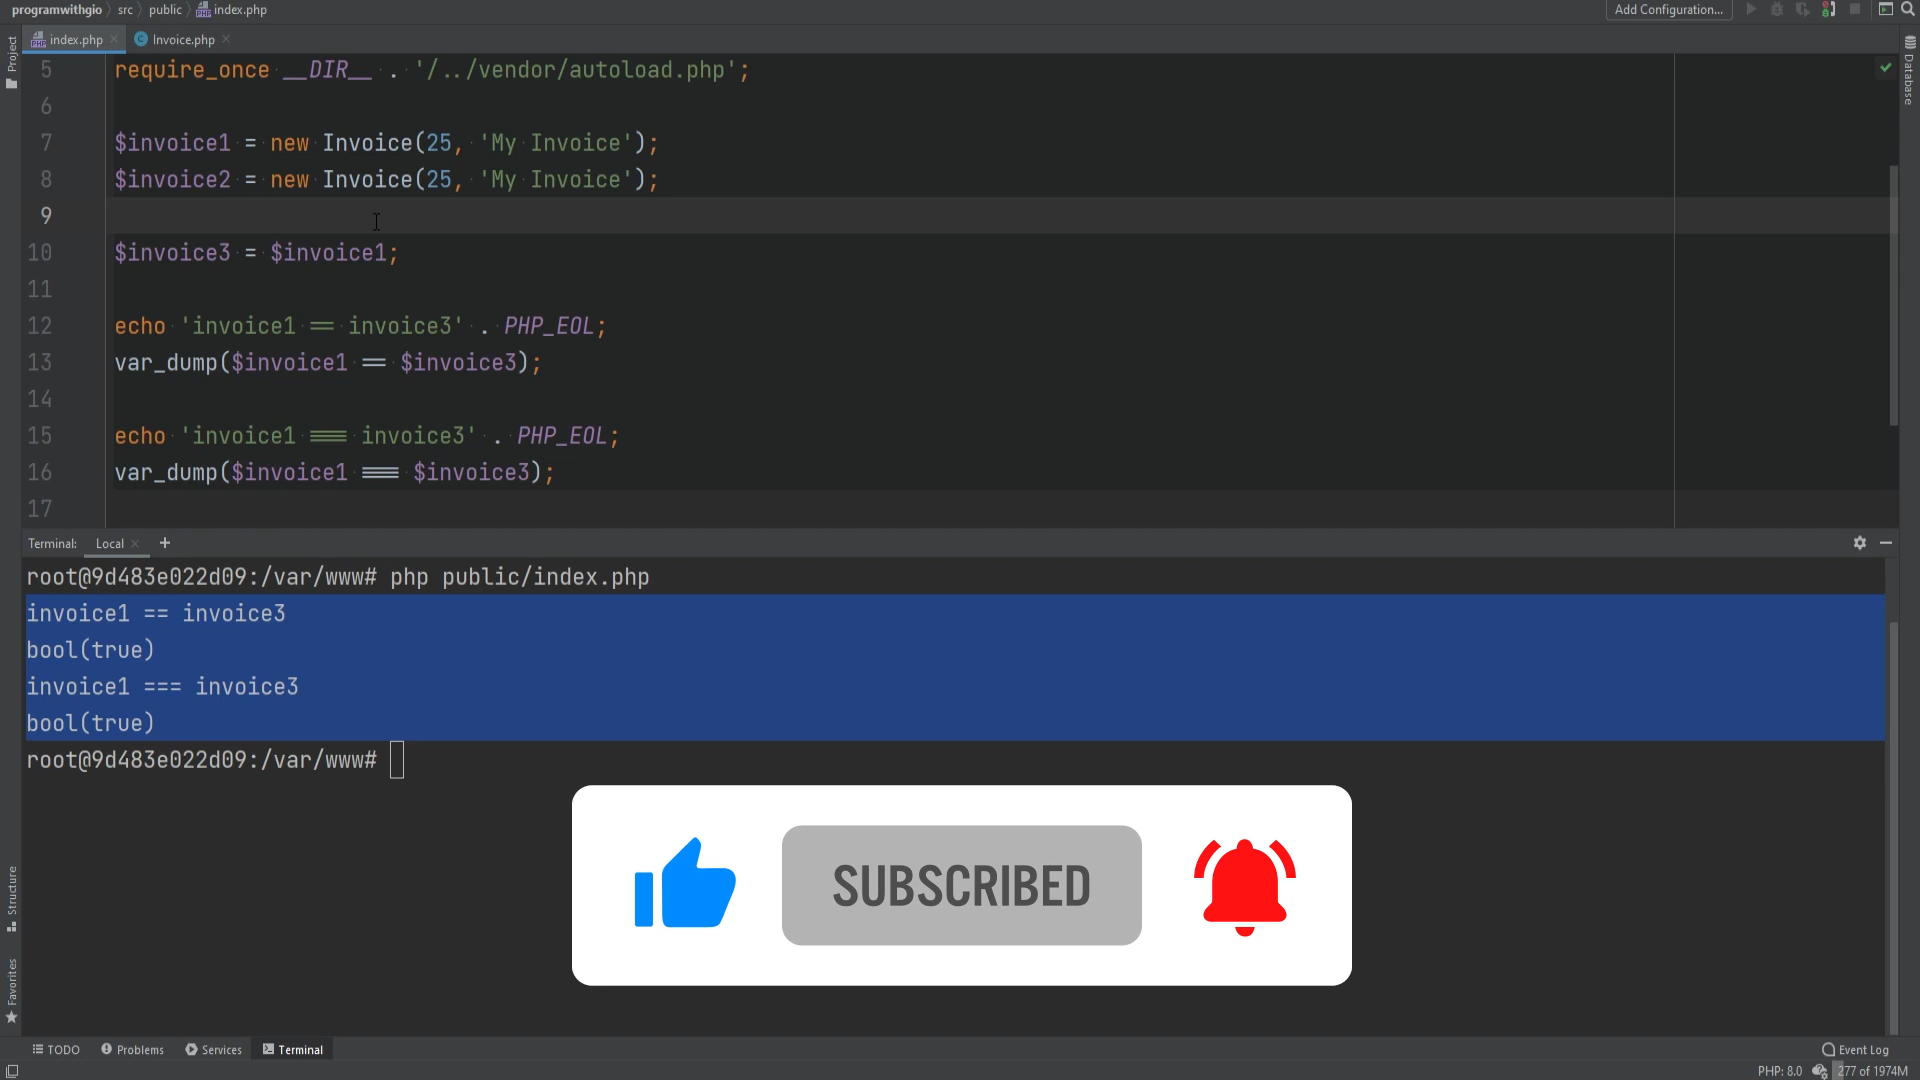 programwithgio src public index.php
Add Configuration...
index.php
Invoice.php
Project
Database
5 require_once __DIR__ . '/../vendor/autoload.php';
6
7 $invoice1 = new Invoice(25, 'My Invoice');
8 $invoice2 = new Invoice(25, 'My Invoice');
9
10 $invoice3 = $invoice1;
11
12 echo 'invoice1 == invoice3' . PHP_EOL;
13 var_dump($invoice1 == $invoice3);
14
15 echo 'invoice1 === invoice3' . PHP_EOL;
16 var_dump($invoice1 === $invoice3);
17
Terminal: Local +
root@9d483e022d09:/var/www# php public/index.php
invoice1 == invoice3
bool(true)
invoice1 === invoice3
bool(true)
root@9d483e022d09:/var/www#
SUBSCRIBED
Structure
Favorites
TODO Problems Services Terminal
Event Log
PHP: 8.0 277 of 1974M